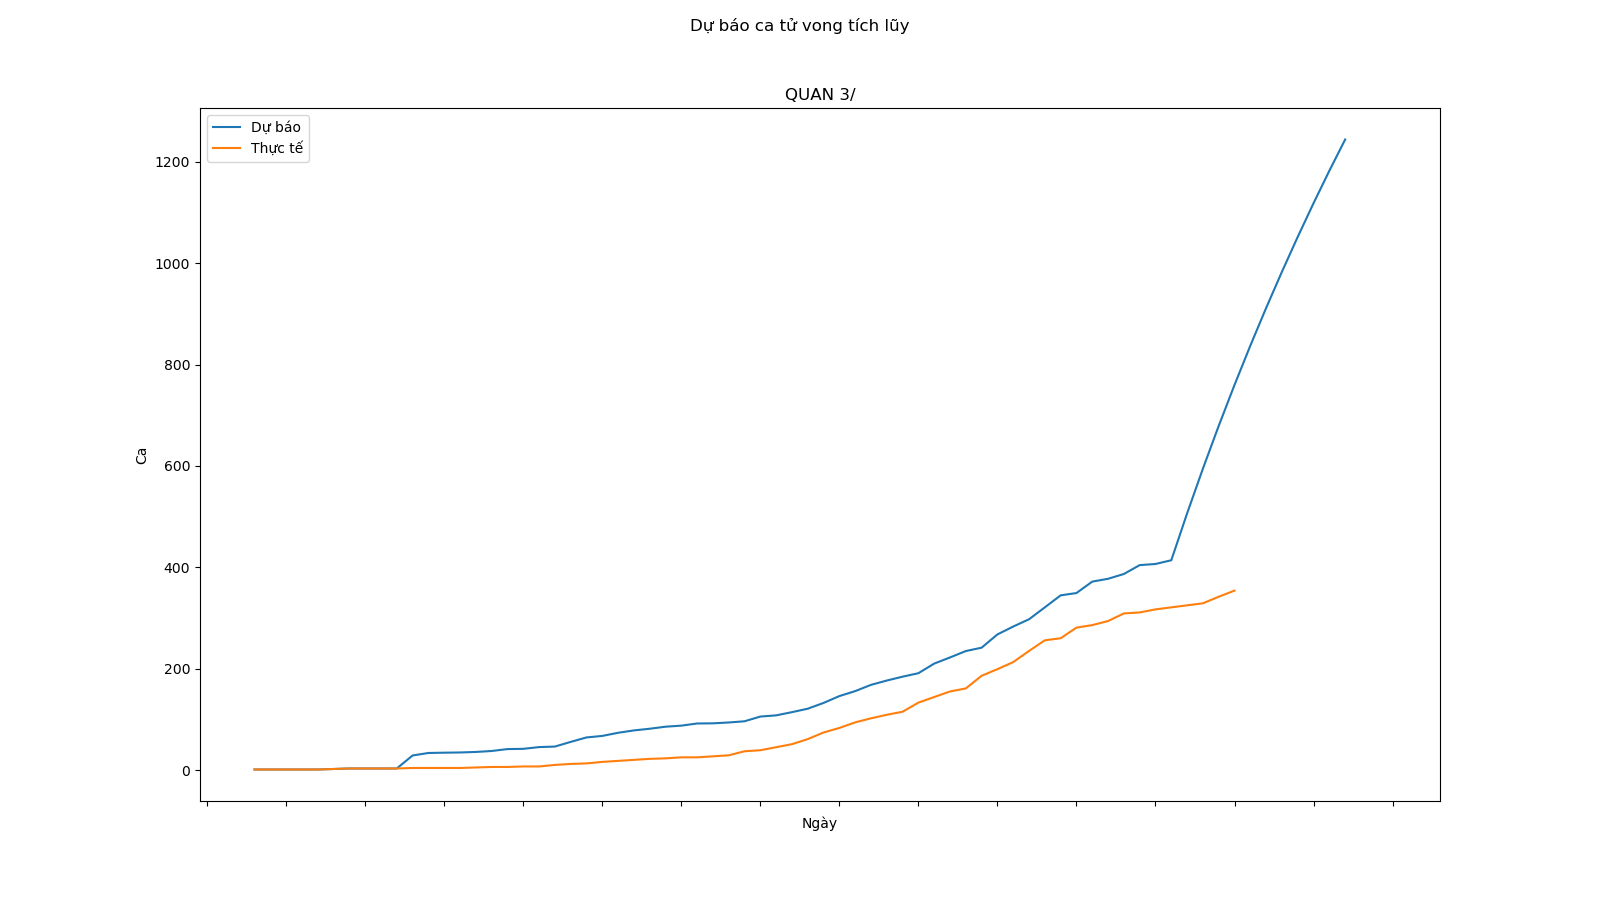 Dự báo ca tử vong tích lũy
QUAN 3/
Dự báo
Thực tế
1200
1000
800
600
400
200
0
Ca
Ngày